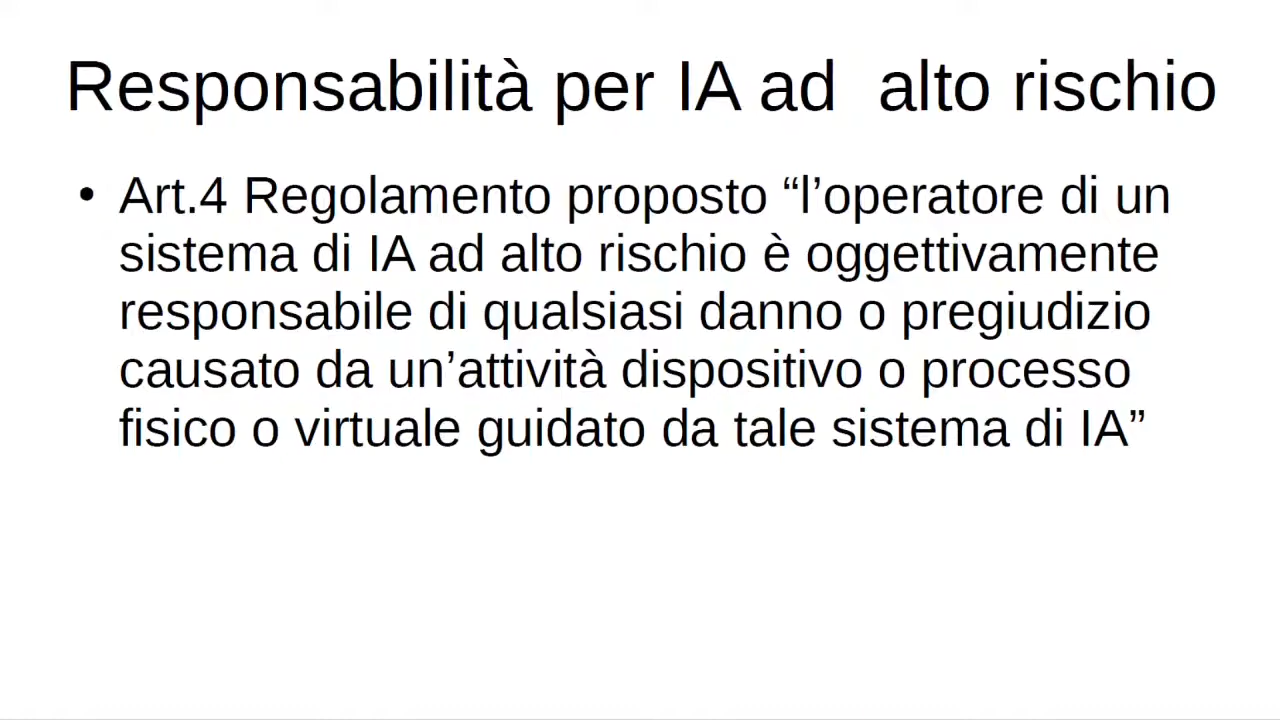 Responsabilità per IA ad  alto rischio
• Art.4 Regolamento proposto “l’operatore di un
sistema di IA ad alto rischio è oggettivamente
responsabile di qualsiasi danno o pregiudizio
causato da un’attività dispositivo o processo
fisico o virtuale guidato da tale sistema di IA”